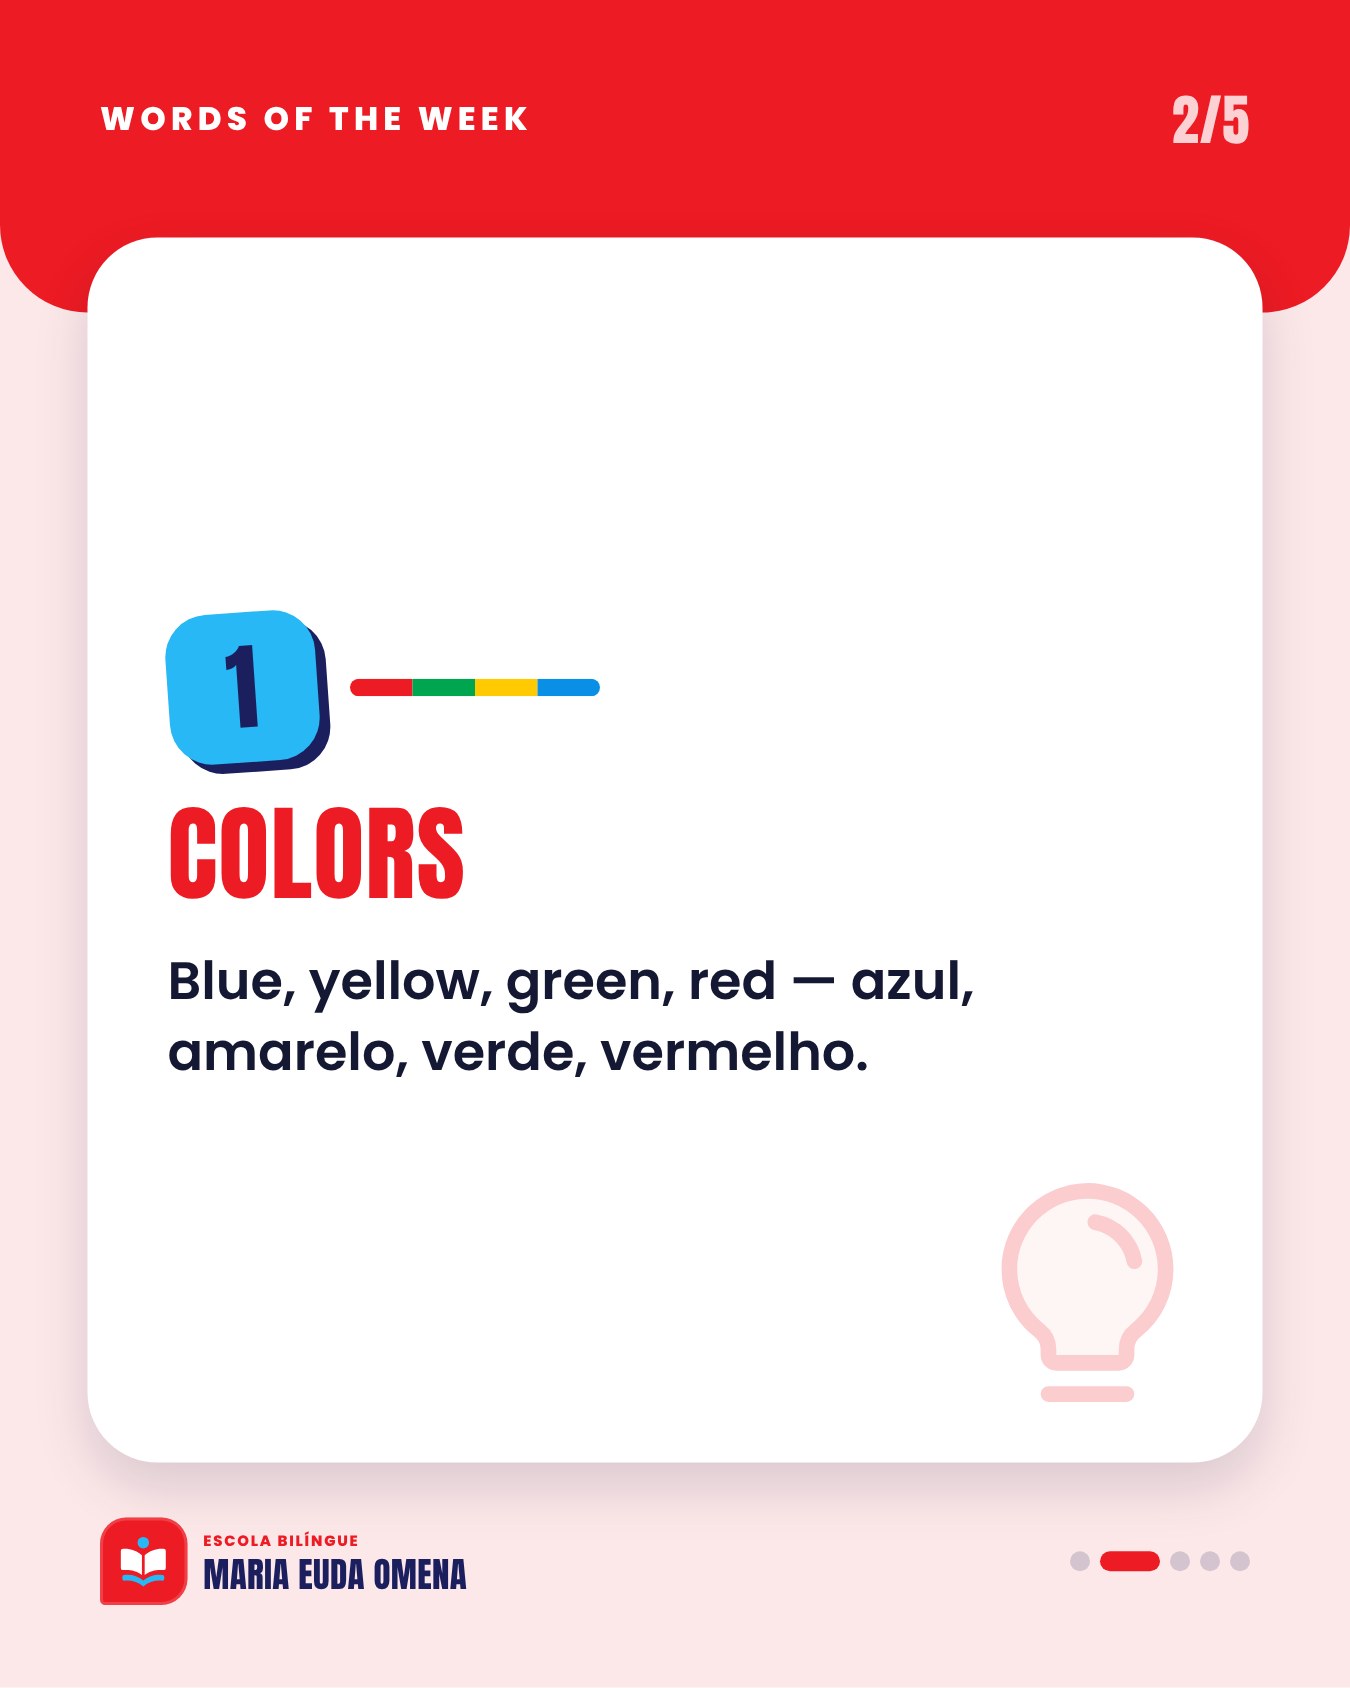 WORDS OF THE WEEK
2/5
1
COLORS
Blue, yellow, green, red — azul,
amarelo, verde, vermelho.
ESCOLA BILÍNGUE
MARIA EUDA OMENA